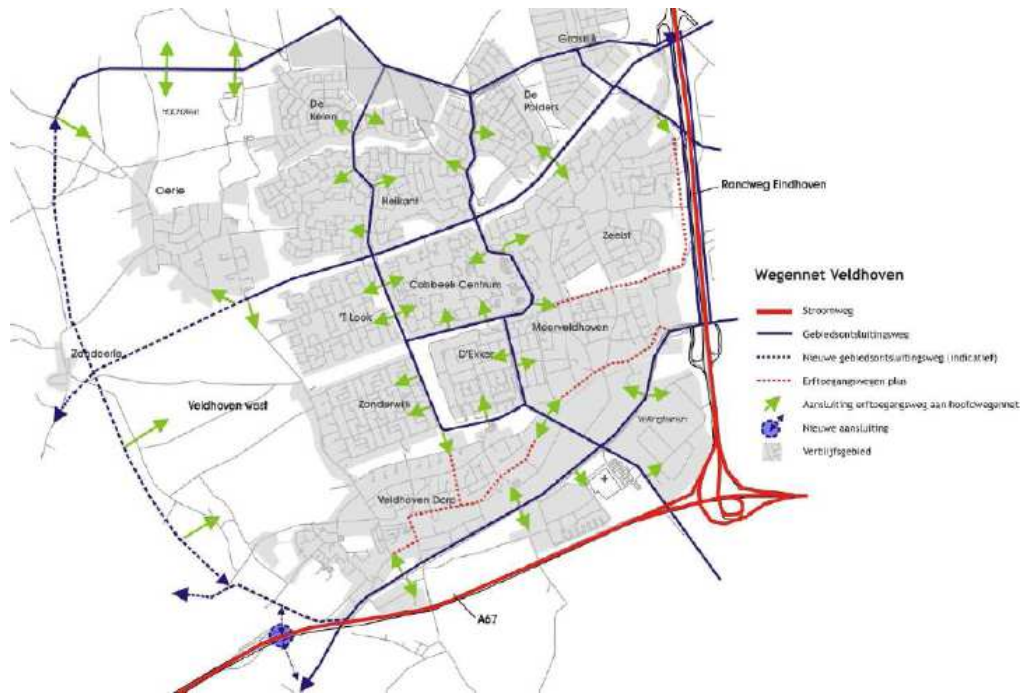 Grasrijk
De
Kelen
De
Polders
Oerle
Heikant
Zeelst
Randweg Eindhoven
Cobbeek-Centrum
'T Look
Meerveldhoven
D'Ekker
Zonderwijk
Zandoerle
Veldhoven west
Veldhoven Dorp
A67
Wegennet Veldhoven
Stroomweg
Gebiedsontsluitingsweg
Nieuwe gebiedsontsluitingsweg (indicatief)
Erftoegangswegen plus
Aansluiting erftoegangsweg aan hoofdwegennet
Nieuwe aansluiting
Verblijfsgebied